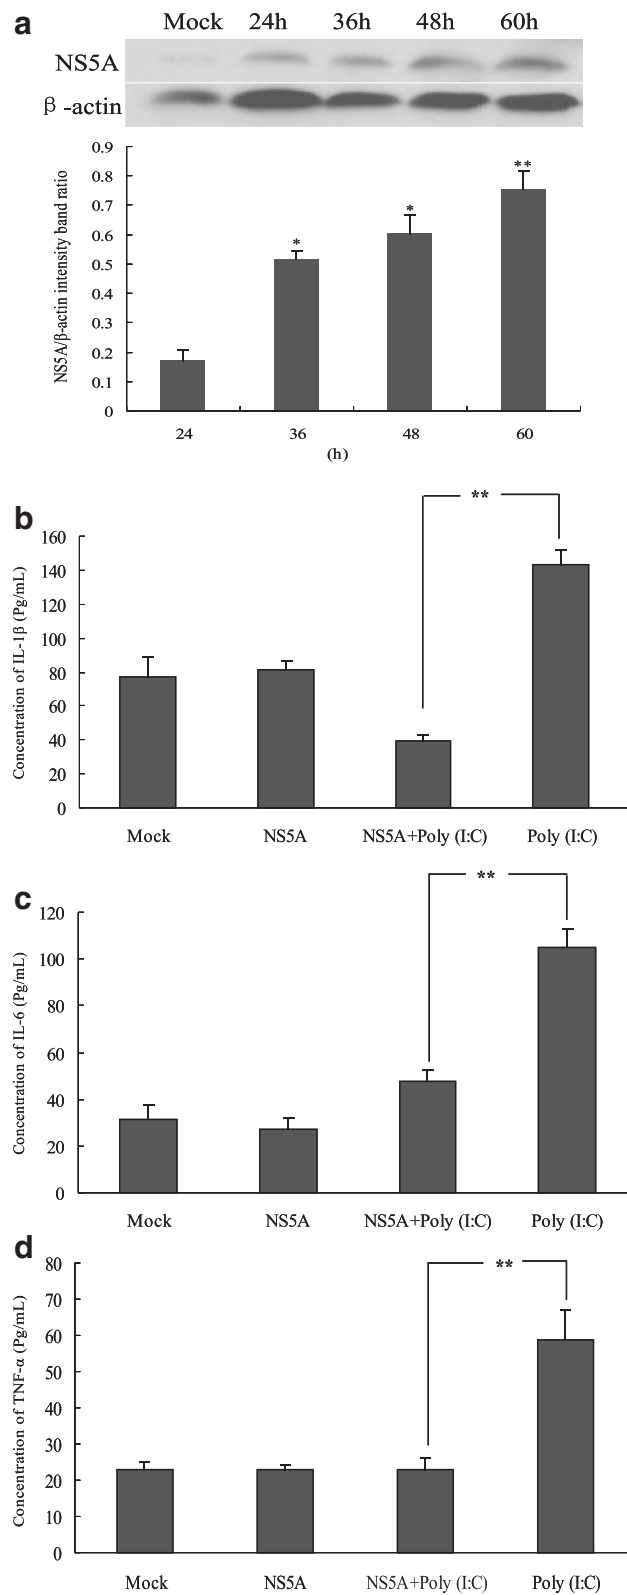 a
Mock 24h 36h 48h 60h
NS5A
β -actin
NS5A/β-actin intensity band ratio
0.9
0.8
0.7
0.6
0.5
0.4
0.3
0.2
0.1
0
**
*
*
24 36 48 60
(h)
b
**
Concentration of IL-1β (Pg/mL)
160
140
120
100
80
60
40
20
0
Mock NS5A NS5A+Poly (I:C) Poly (I:C)
c
**
Concentration of IL-6 (Pg/mL)
120
100
80
60
40
20
0
Mock NS5A NS5A+Poly (I:C) Poly (I:C)
d
**
Concentration of TNF-α (Pg/mL)
80
70
60
50
40
30
20
10
0
Mock NS5A NS5A+Poly (I:C) Poly (I:C)